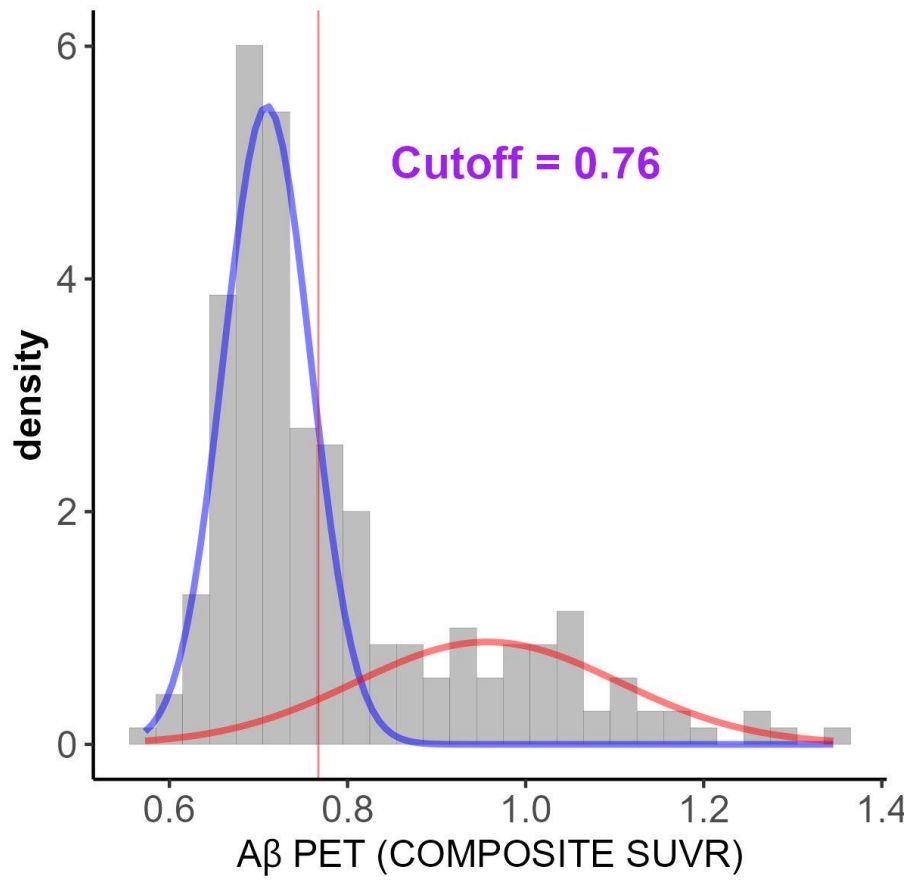 6
Cutoff = 0.76
4
density
2
0
0.6 0.8 1.0 1.2 1.4
Aβ PET (COMPOSITE SUVR)